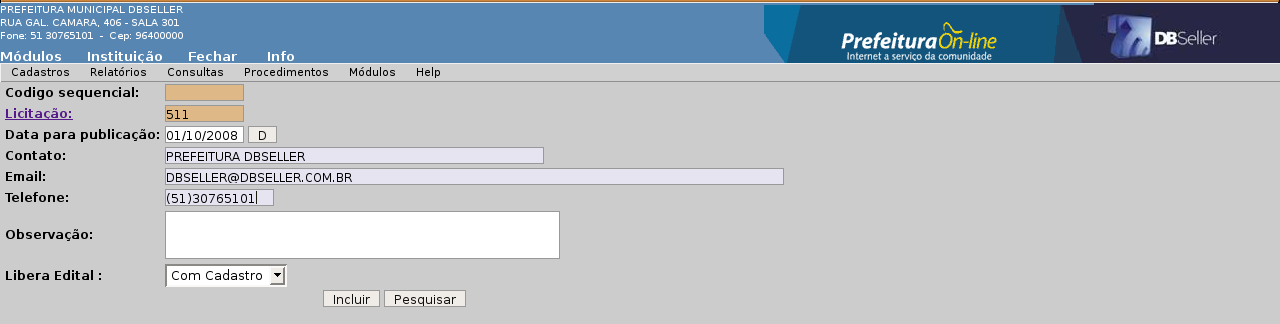 PREFEITURA MUNICIPAL DBSELLER
RUA GAL. CAMARA, 406 - SALA 301
Fone: 51 30765101 - Cep: 96400000
Prefeitura On-line
Internet a serviço da comunidade
DBSeller
Módulos Instituição Fechar Info
Cadastros Relatórios Consultas Procedimentos Módulos Help
Codigo sequencial:
Licitação: 511
Data para publicação: 01/10/2008 D
Contato: PREFEITURA DBSELLER
Email: DBSELLER@DBSELLER.COM.BR
Telefone: (51)30765101
Observação:
Libera Edital : Com Cadastro
Incluir Pesquisar